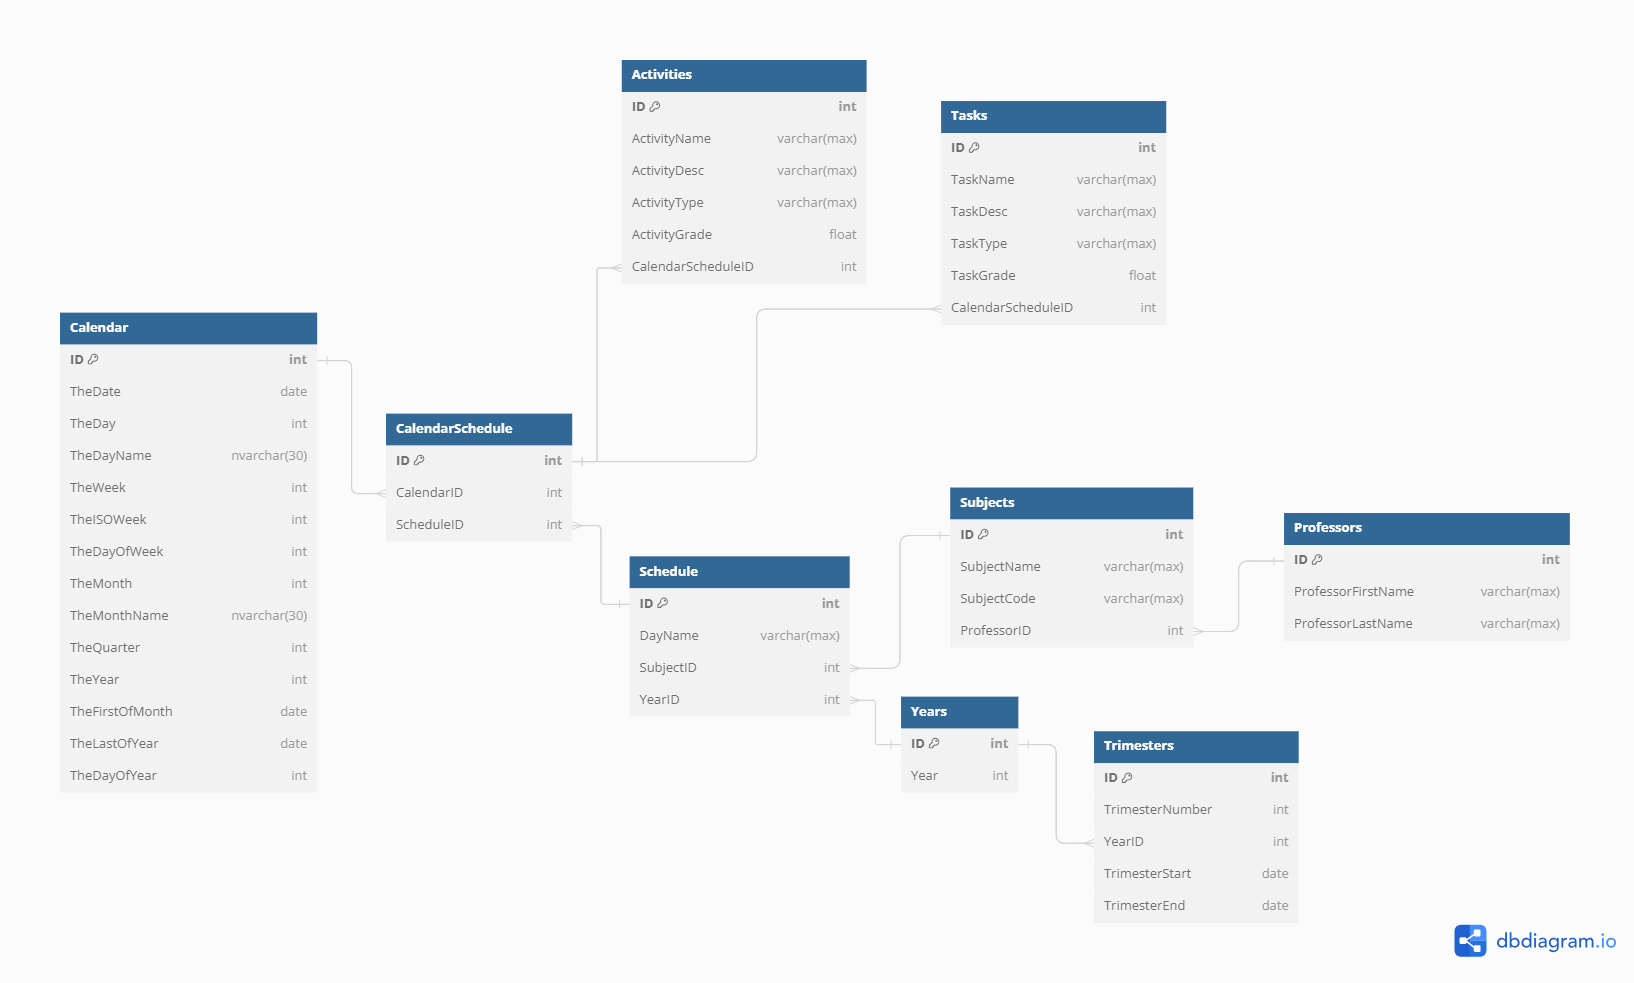 Activities
ID int
ActivityName varchar(max)
ActivityDesc varchar(max)
ActivityType varchar(max)
ActivityGrade float
CalendarScheduleID int
Tasks
ID int
TaskName varchar(max)
TaskDesc varchar(max)
TaskType varchar(max)
TaskGrade float
CalendarScheduleID int
Calendar
ID int
TheDate date
TheDay int
TheDayName nvarchar(30)
TheWeek int
TheISOWeek int
TheDayOfWeek int
TheMonth int
TheMonthName nvarchar(30)
TheQuarter int
TheYear int
TheFirstOfMonth date
TheLastOfYear date
TheDayOfYear int
CalendarSchedule
ID int
CalendarID int
ScheduleID int
Schedule
ID int
DayName varchar(max)
SubjectID int
YearID int
Subjects
ID int
SubjectName varchar(max)
SubjectCode varchar(max)
ProfessorID int
Professors
ID int
ProfessorFirstName varchar(max)
ProfessorLastName varchar(max)
Years
ID int
Year int
Trimesters
ID int
TrimesterNumber int
YearID int
TrimesterStart date
TrimesterEnd date
dbdiagram.io